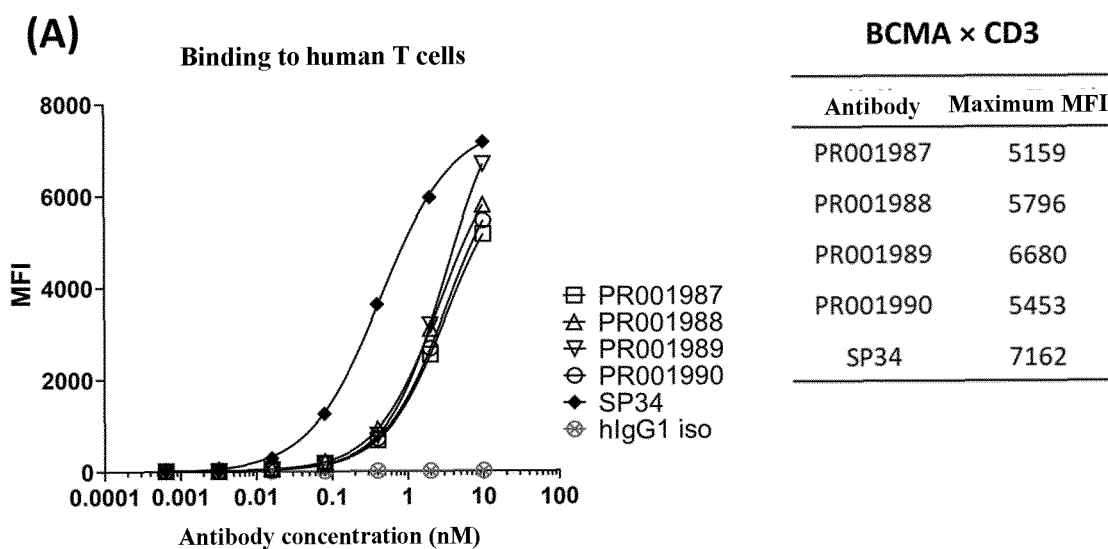 (A)
Binding to human T cells
8000
6000
4000
2000
0
MFI
0.0001 0.001 0.01 0.1 1 10 100
Antibody concentration (nM)
PR001987
PR001988
PR001989
PR001990
SP34
hIgG1 iso
BCMA × CD3
Antibody Maximum MFI
PR001987 5159
PR001988 5796
PR001989 6680
PR001990 5453
SP34 7162